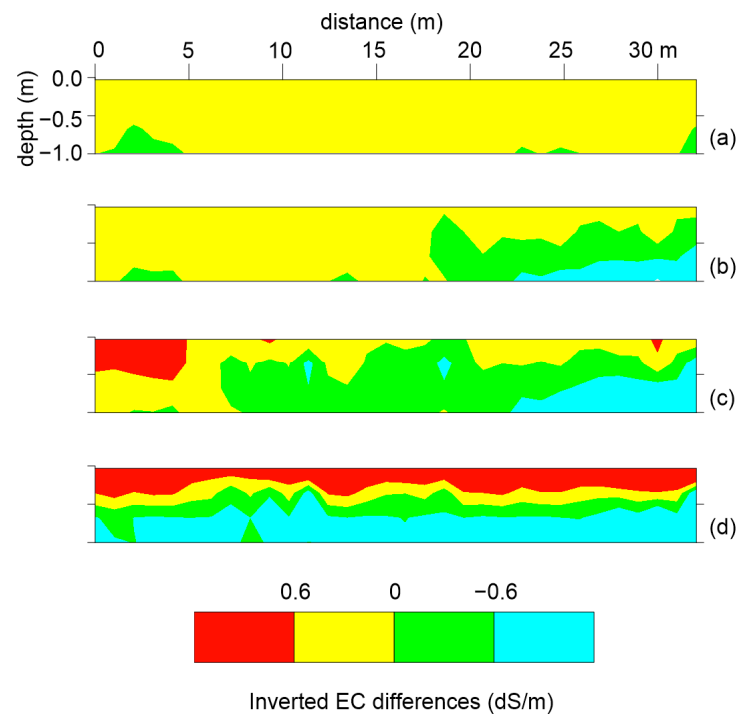 distance (m)
0 5 10 15 20 25 30 m
depth (m)
0.0
−0.5
−1.0
(a)
(b)
(c)
(d)
0.6 0 −0.6
Inverted EC differences (dS/m)